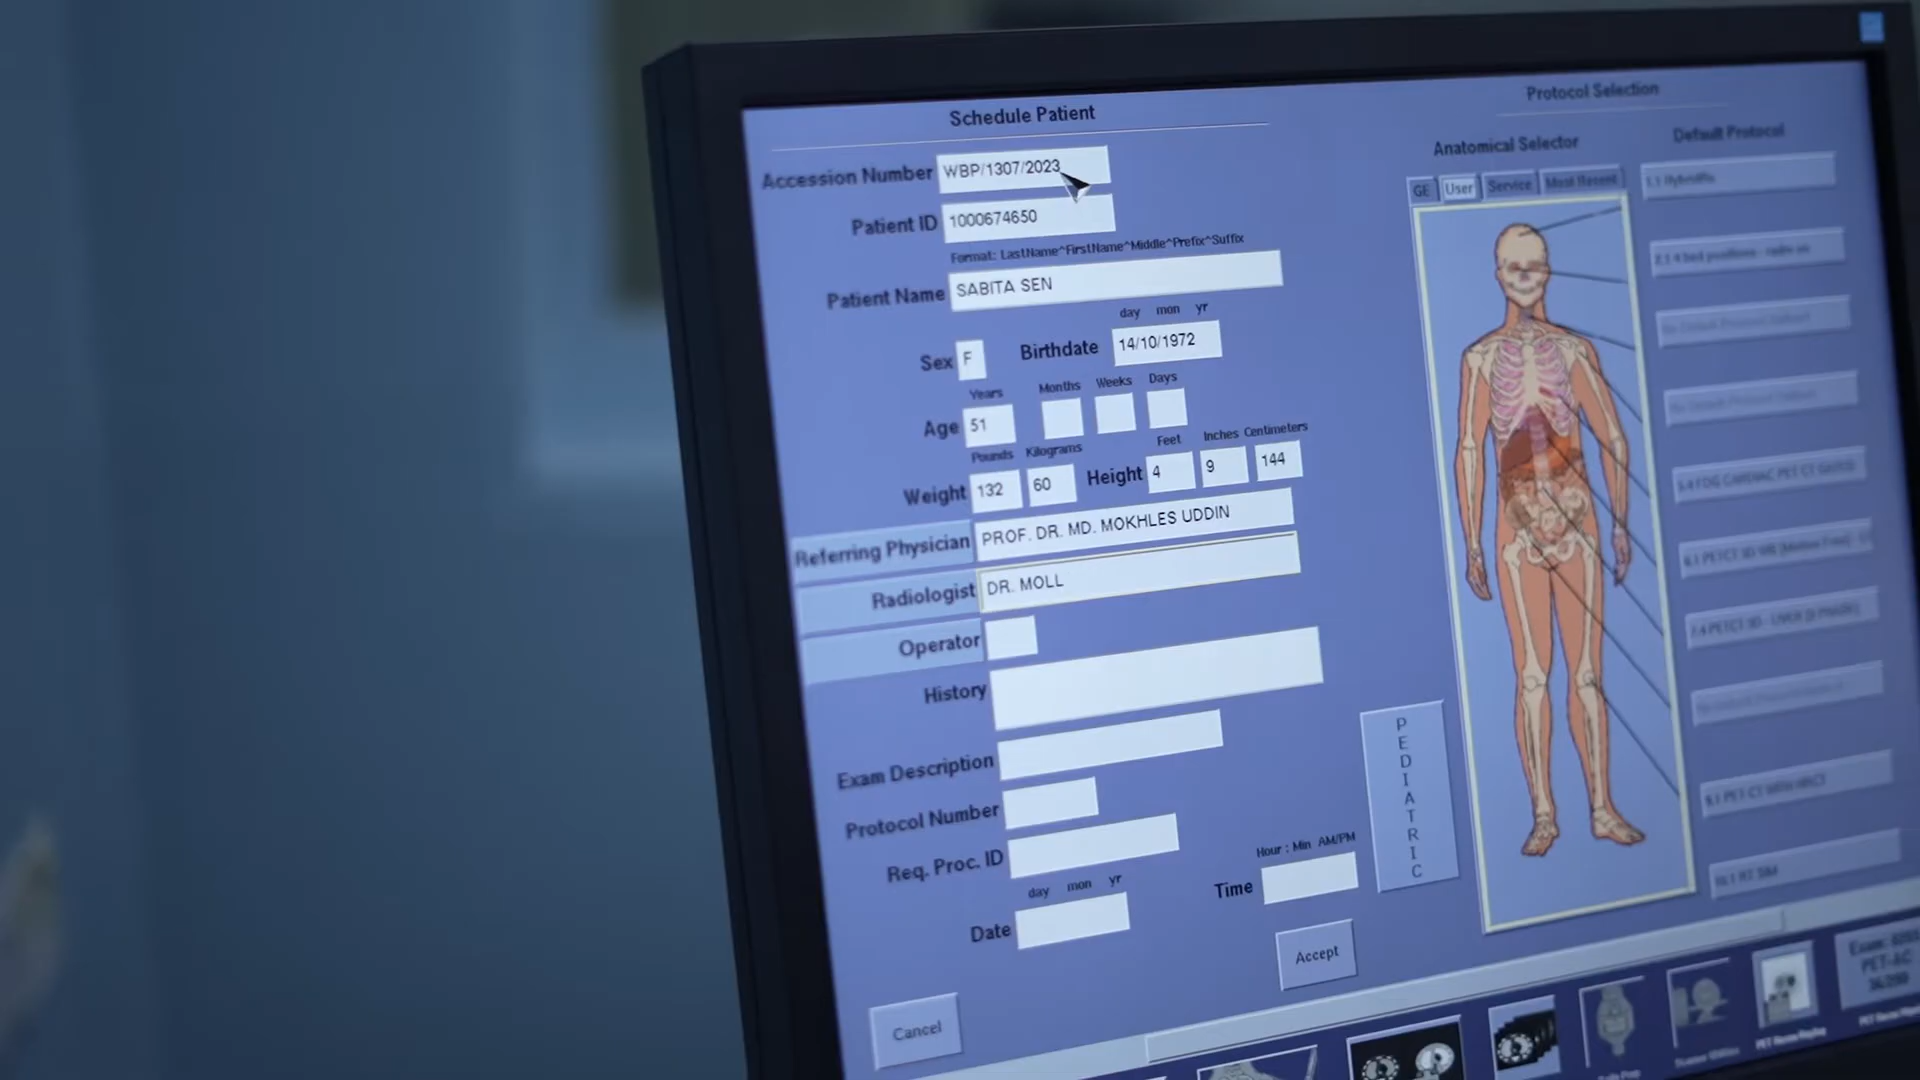 Schedule Patient
Accession Number WBP/1307/2023
Patient ID 1000674650
Format: LastName^FirstName^Middle^Prefix^Suffix
Patient Name SABITA SEN
day mon yr
Sex F Birthdate 14/10/1972
Years Months Weeks Days
Age 51
Pounds Kilograms Feet Inches Centimeters
Weight 132 60 Height 4 9 144
Referring Physician PROF. DR. MD. MOKHLES UDDIN
Radiologist DR. MOLL
Operator
History
Exam Description
Protocol Number
Req. Proc. ID
Hour : Min AM/PM
day mon yr
Time
Date
Accept
Cancel
PEDIATRIC
Protocol Selection
Anatomical Selector
Default Protocol
GE User Service Most Recent